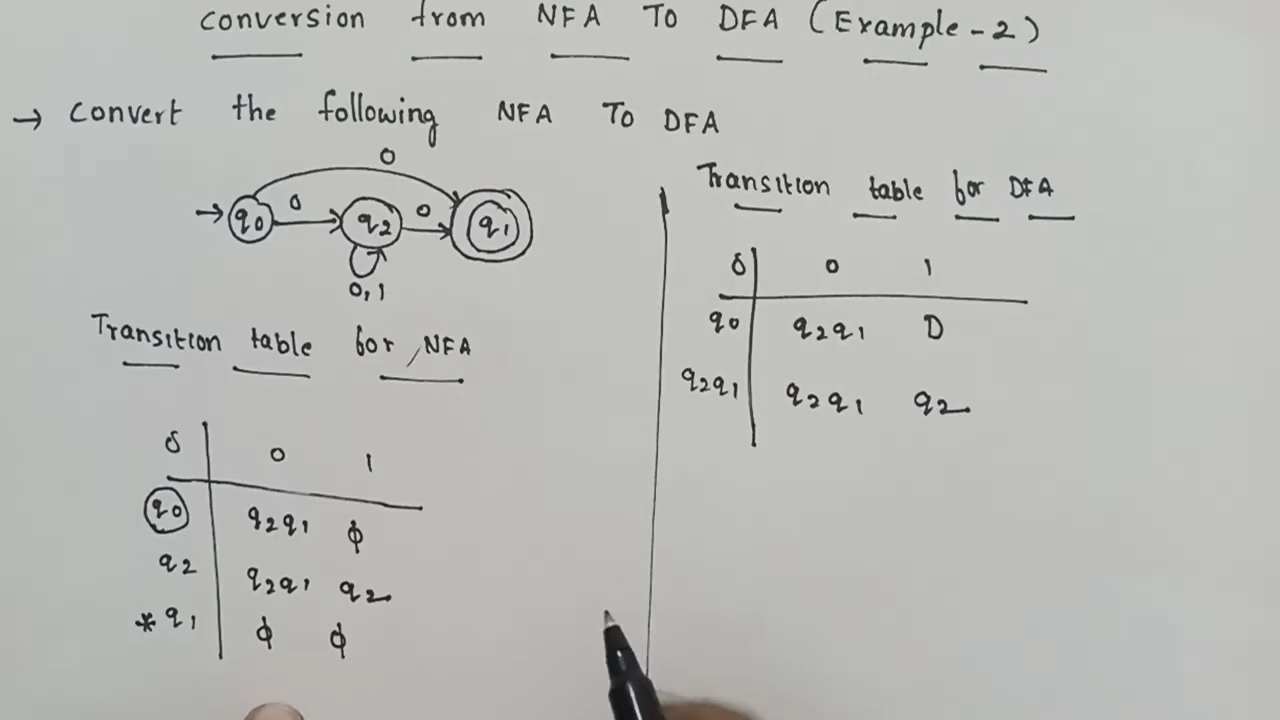 conversion from NFA TO DFA (Example-2)
→ convert the following NFA TO DFA
0
0 0
→ q0 q2 q1
0,1
Transition table for NFA
δ 0 1
q0 q2q1 ϕ
q2 q2q1 q2
* q1 ϕ ϕ
Transition table for DFA
δ 0 1
q0 q2q1 D
q2q1 q2q1 q2